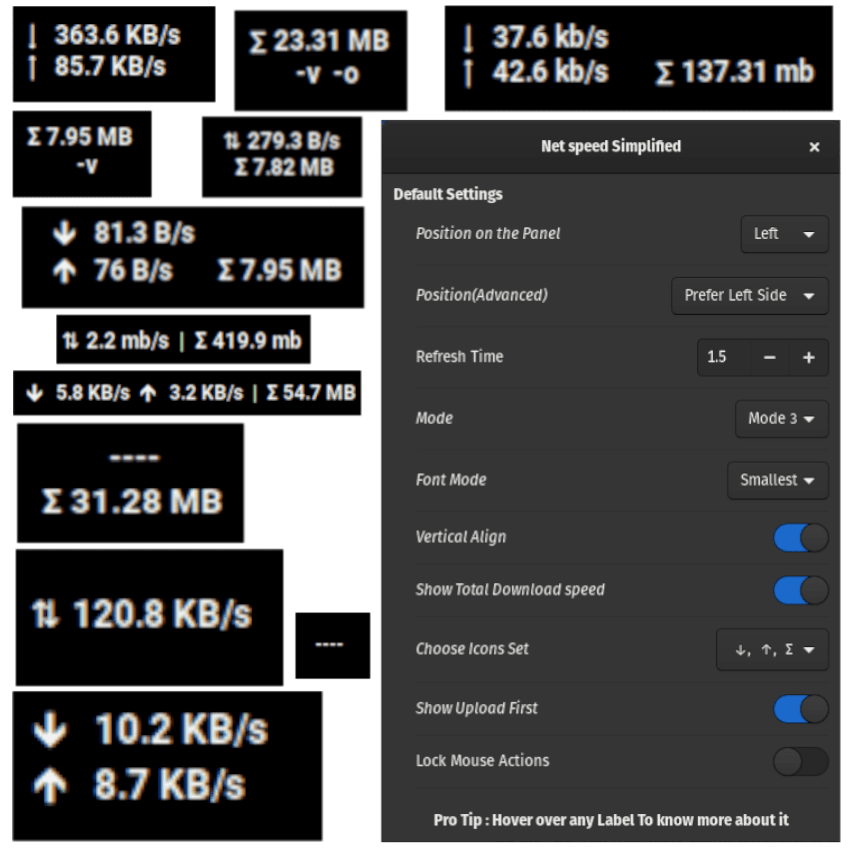 ↓ 363.6 KB/s
↑ 85.7 KB/s
Σ 23.31 MB
-v -o
↓ 37.6 kb/s
↑ 42.6 kb/s Σ 137.31 mb
Σ 7.95 MB
-v
⇅ 279.3 B/s
Σ 7.82 MB
↓ 81.3 B/s
↑ 76 B/s Σ 7.95 MB
⇅ 2.2 mb/s | Σ 419.9 mb
↓ 5.8 KB/s ↑ 3.2 KB/s | Σ 54.7 MB
----
Σ 31.28 MB
⇅ 120.8 KB/s
----
↓ 10.2 KB/s
↑ 8.7 KB/s
Net speed Simplified ×
Default Settings
Position on the Panel Left
Position(Advanced) Prefer Left Side
Refresh Time 1.5 − +
Mode Mode 3
Font Mode Smallest
Vertical Align
Show Total Download speed
Choose Icons Set ↓, ↑, Σ
Show Upload First
Lock Mouse Actions
Pro Tip : Hover over any Label To know more about it